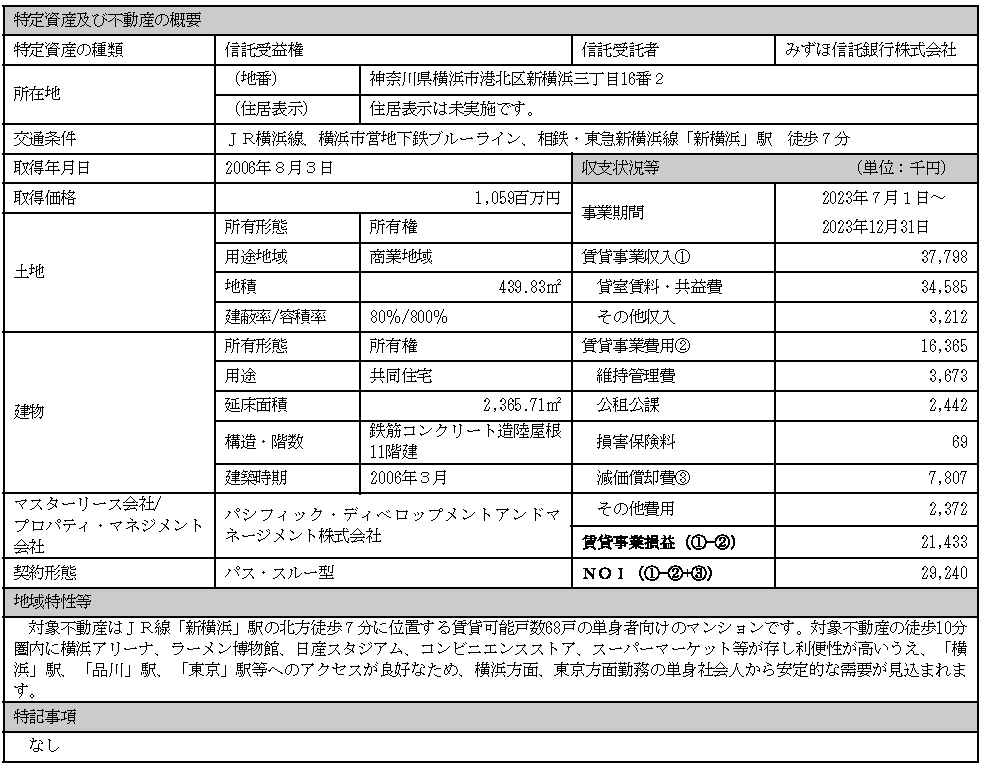 特定資産及び不動産の概要
特定資産の種類 信託受益権 信託受託者 みずほ信託銀行株式会社
所在地 (地番) 神奈川県横浜市港北区新横浜三丁目16番2
(住居表示) 住居表示は未実施です。
交通条件 JR横浜線、横浜市営地下鉄ブルーライン、相鉄・東急新横浜線「新横浜」駅 徒歩7分
取得年月日 2006年8月3日 収支状況等 (単位:千円)
取得価格 1,059百万円 事業期間 2023年7月1日~
2023年12月31日
土地 所有形態 所有権
用途地域 商業地域 賃貸事業収入① 37,798
地積 439.83㎡ 貸室賃料・共益費 34,585
建蔽率/容積率 80%/800% その他収入 3,212
建物 所有形態 所有権 賃貸事業費用② 16,365
用途 共同住宅 維持管理費 3,673
延床面積 2,365.71㎡ 公租公課 2,442
構造・階数 鉄筋コンクリート造陸屋根
11階建 損害保険料 69
建築時期 2006年3月 減価償却費③ 7,807
マスターリース会社/
プロパティ・マネジメント
会社 パシフィック・ディベロップメントアンドマ
ネージメント株式会社 その他費用 2,372
賃貸事業損益(①-②) 21,433
契約形態 パス・スルー型 NOI(①-②+③) 29,240
地域特性等
対象不動産はJR線「新横浜」駅の北方徒歩7分に位置する賃貸可能戸数68戸の単身者向けのマンションです。対象不動産の徒歩10分
圏内に横浜アリーナ、ラーメン博物館、日産スタジアム、コンビニエンスストア、スーパーマーケット等が存し利便性が高いうえ、「横
浜」駅、「品川」駅、「東京」駅等へのアクセスが良好なため、横浜方面、東京方面勤務の単身社会人から安定的な需要が見込まれま
す。
特記事項
なし